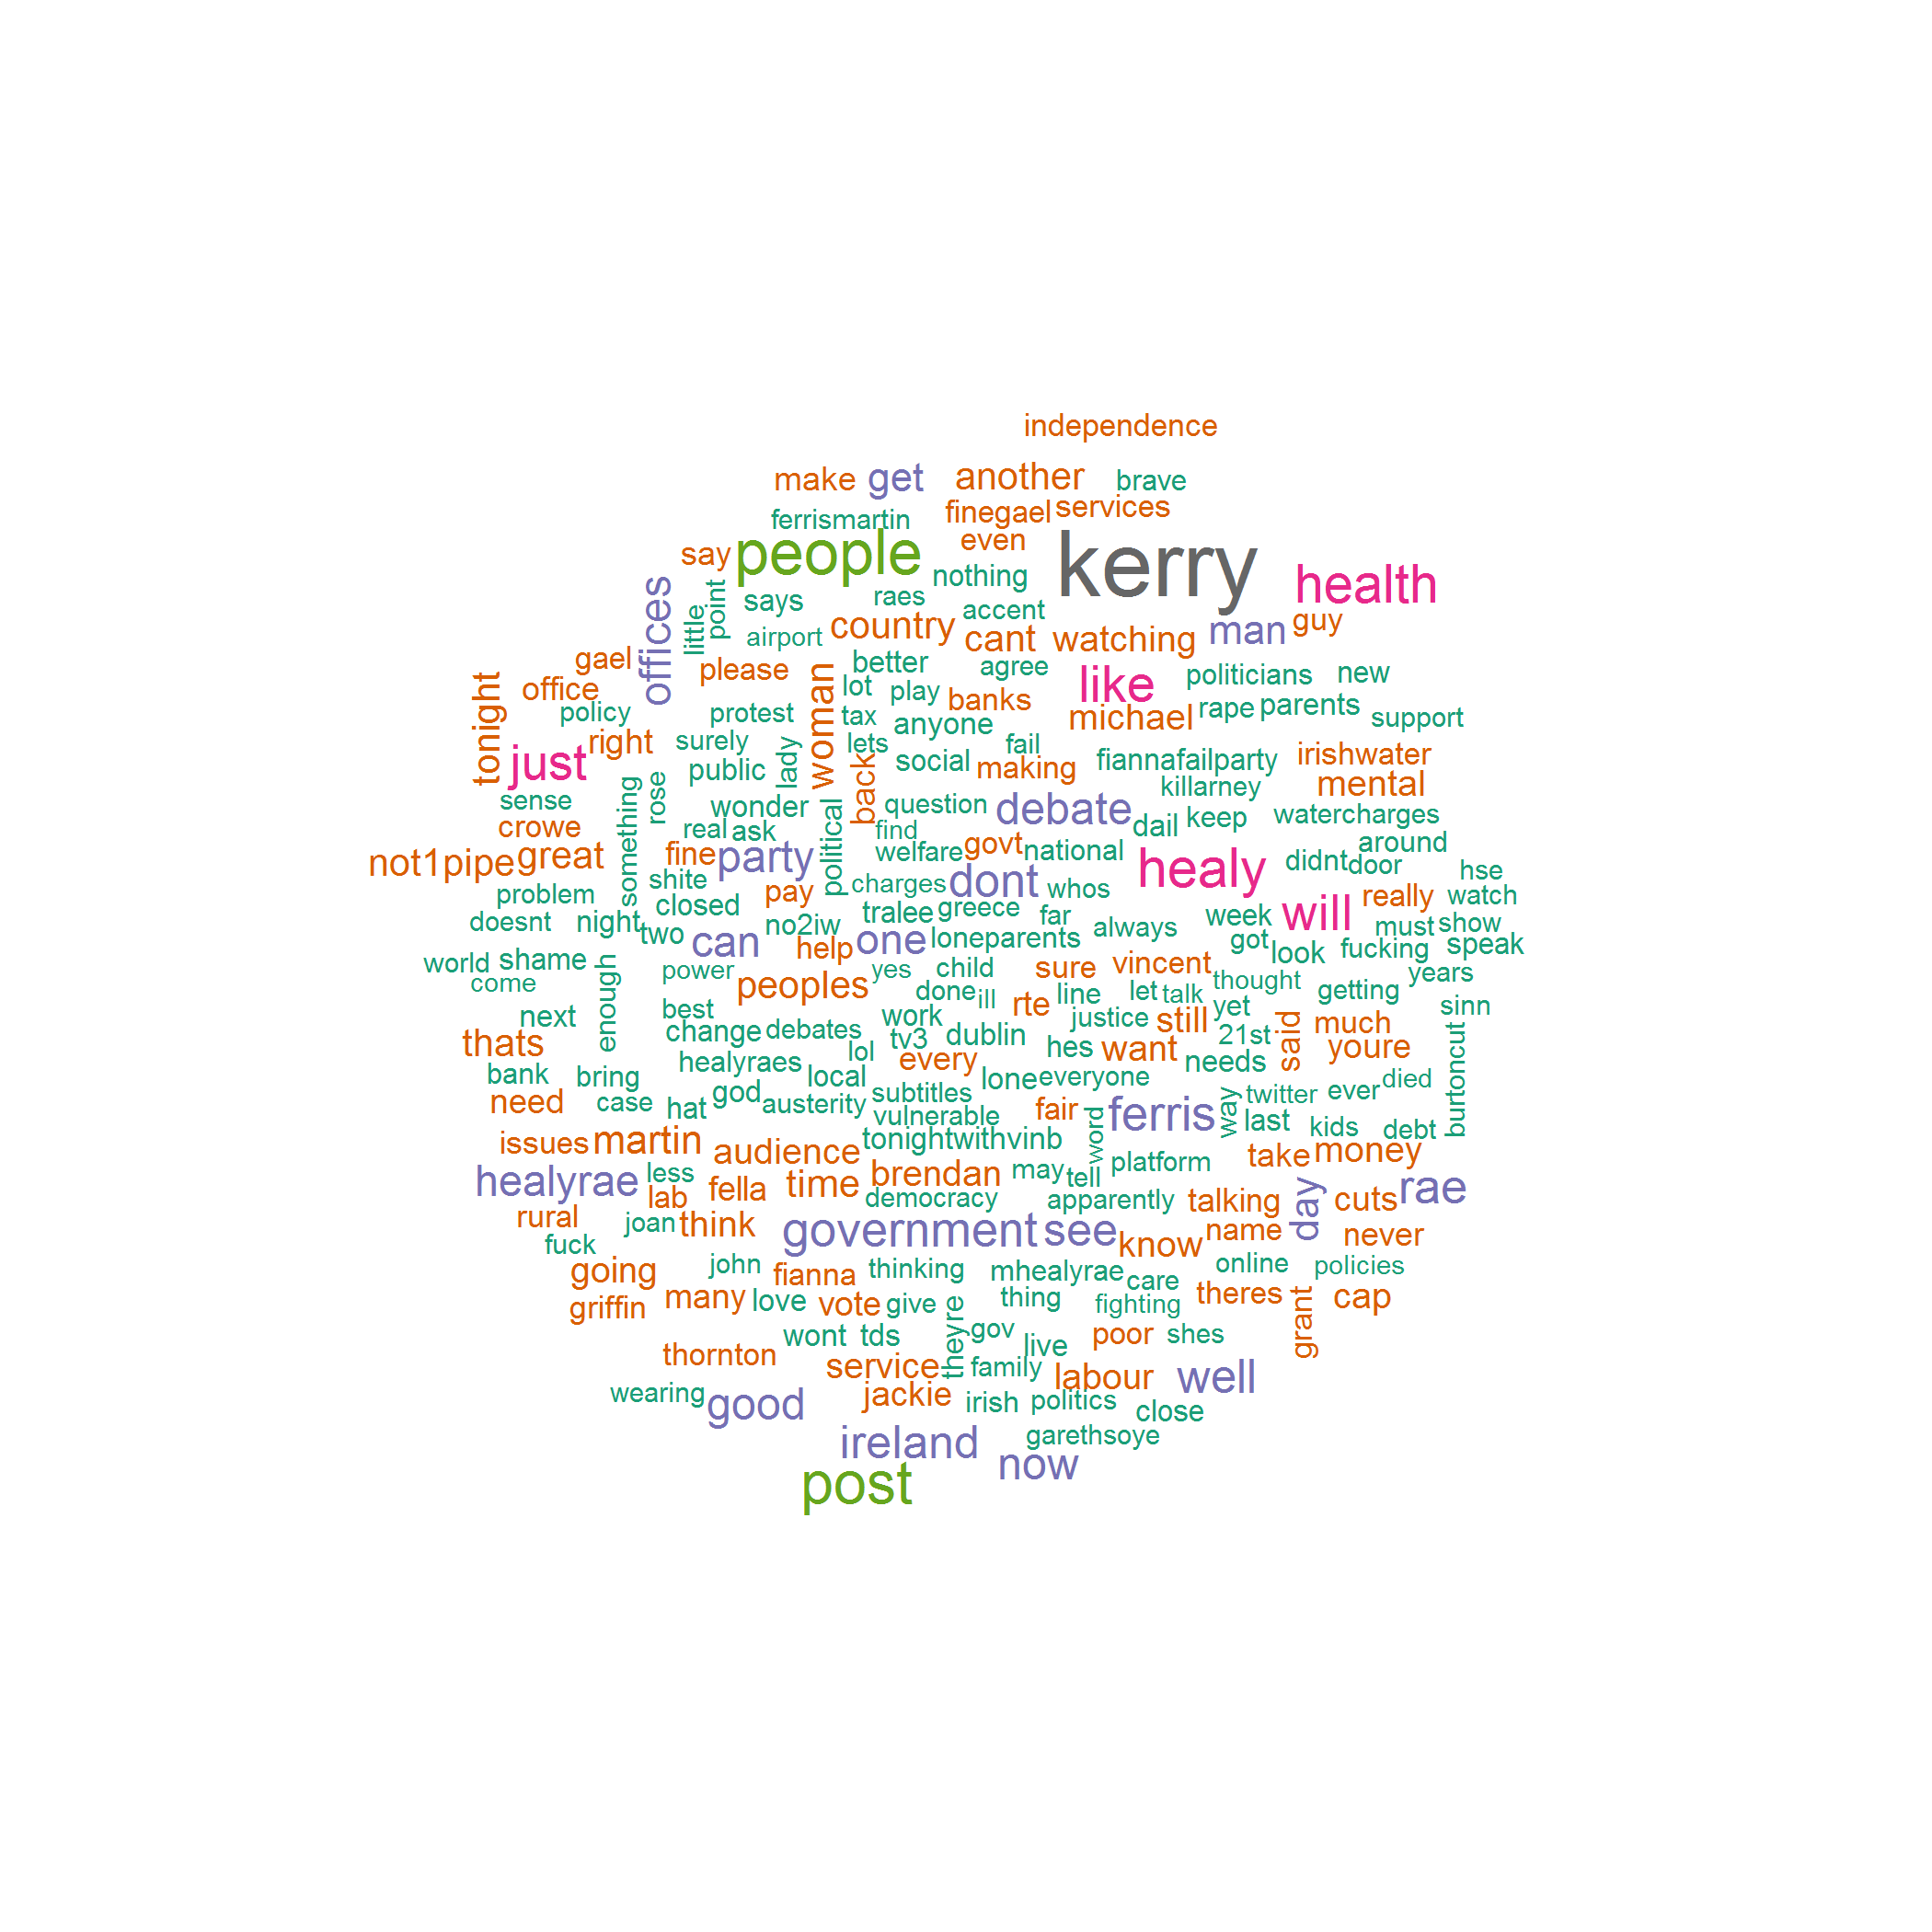 independence
make get another brave
finegael services
ferrismartin
say people even kerry
nothing health
offices little point says raes accent
airport country cant watching man guy
gael please better agree
tonight office woman lot play banks like politicians new
policy protest tax anyone michael rape parents support
just right surely lady lets fail
public back social making fiannafailparty irishwater
sense something rose wonder question debate killarney mental
crowe real ask political find dail keep watercharges
not1pipe great fine party welfare govt national healy didnt door around
shite charges dont whos hse
problem closed pay tralee greece far will really watch
doesnt night two can no2iw help one loneparents always week got must show
world shame power peoples yes child sure vincent look fucking speak
come enough done ill line let talk thought getting years
next best work rte justice still yet much sinn
thats change debates tv3 dublin hes want 21st said youre burtoncut
bank bring healyraes lol every needs
need case hat god local subtitles lone everyone way twitter ever died
austerity vulnerable fair word ferris last kids debt
issues martin audience tonightwithvinb platform take money
healyrae less lab fella time brendan may tell
democracy apparently talking day cuts rae
rural joan think government see know name never
fuck
going john fianna thinking mhealyrae care online policies
griffin many love vote give thing fighting theres grant cap
wont tds theyre gov live poor shes
thornton service family labour well
wearing good jackie irish politics close
ireland now garethsoye
post